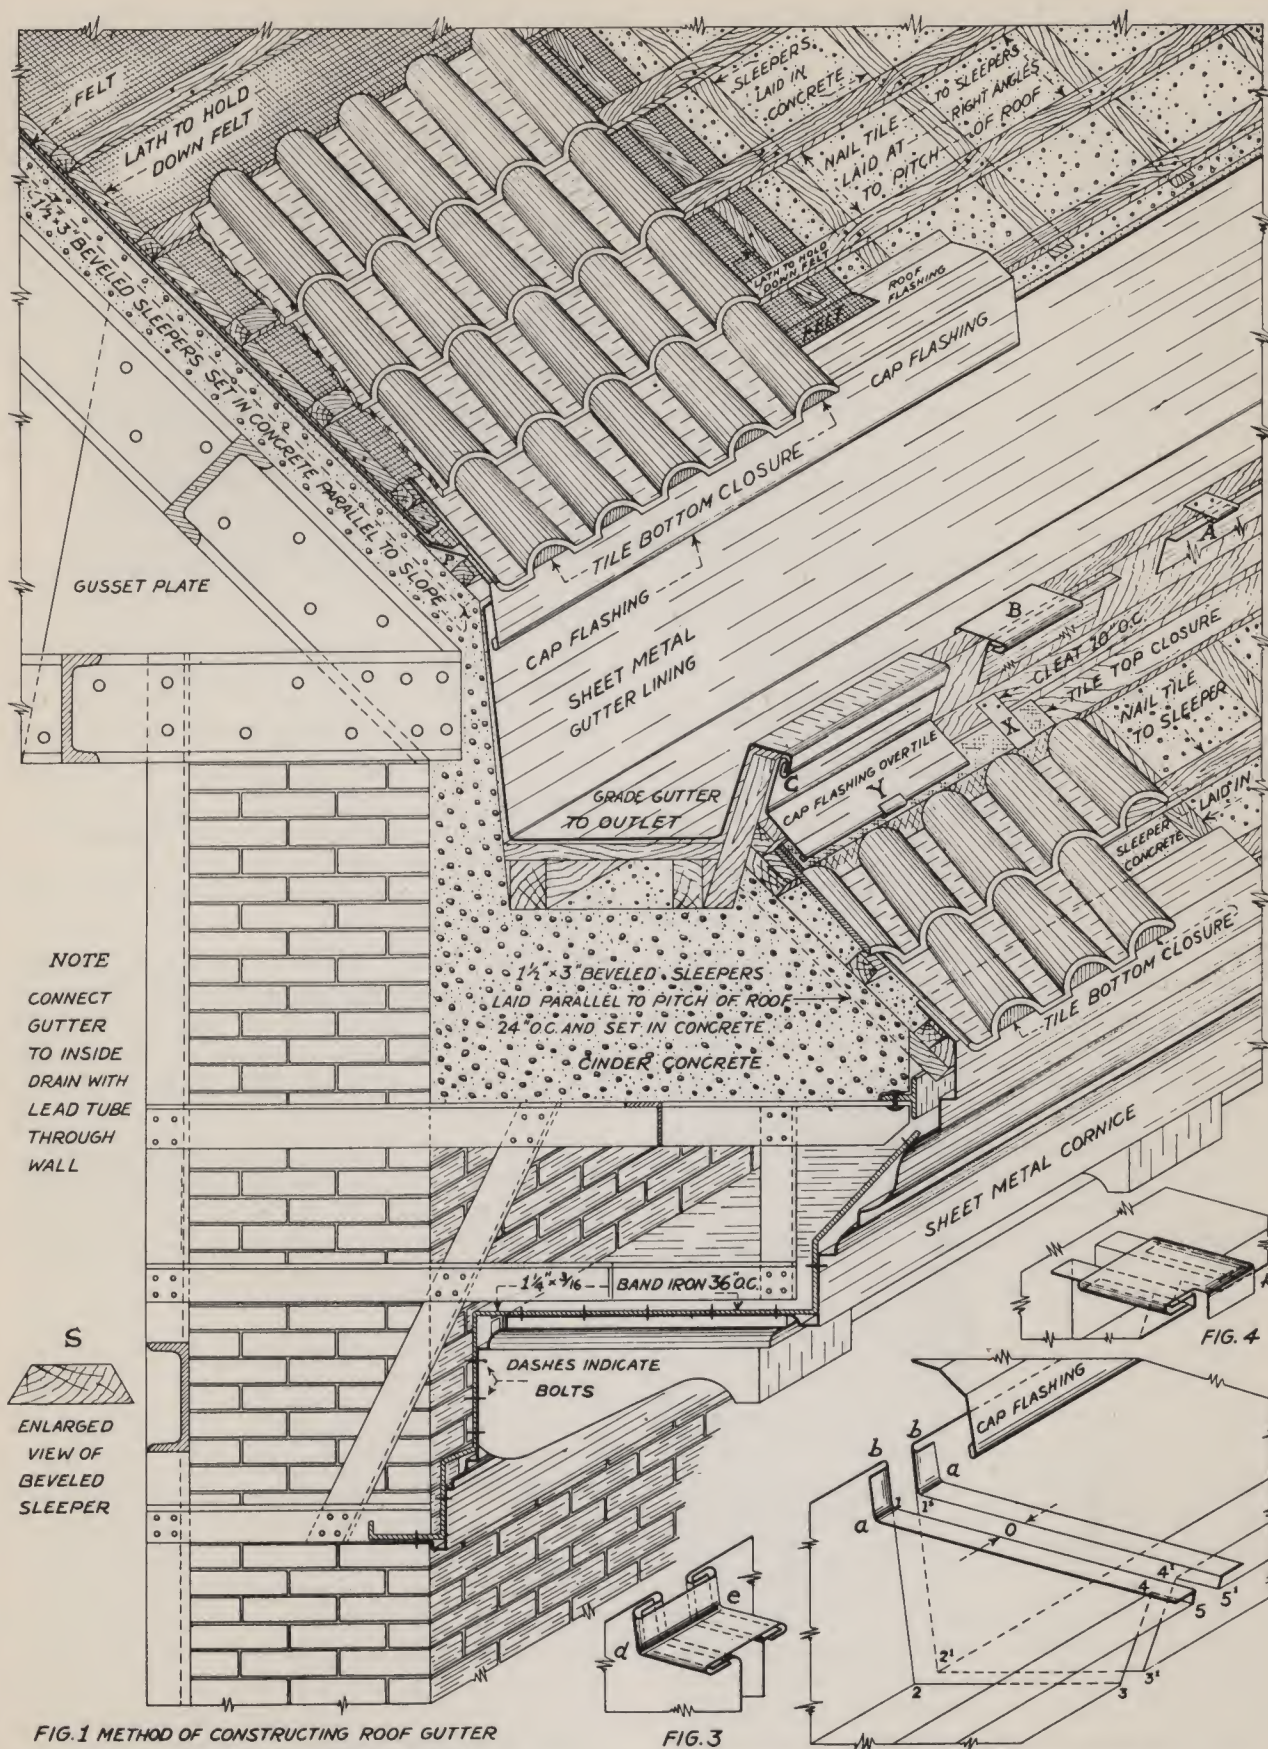 FELT
LATH TO HOLD
DOWN FELT
SLEEPERS
LAID IN
CONCRETE
NAIL TILE
TO SLEEPERS
LAID AT
RIGHT ANGLES
TO PITCH
OF ROOF
1½"×3" BEVELED SLEEPERS SET IN CONCRETE PARALLEL TO SLOPE
LATH TO HOLD
DOWN FELT
ROOF
FLASHING
FELT
CAP FLASHING
TILE BOTTOM CLOSURE
GUSSET PLATE
CAP FLASHING
SHEET METAL
GUTTER LINING
A
B
CLEAT 20" O.C.
TILE TOP CLOSURE
X
NAIL TILE
TO SLEEPER
C
CAP FLASHING OVER TILE
Y
GRADE GUTTER
TO OUTLET
SLEEPER
LAID IN
CONCRETE
TILE BOTTOM CLOSURE
NOTE
CONNECT
GUTTER
TO INSIDE
DRAIN WITH
LEAD TUBE
THROUGH
WALL
1½"×3" BEVELED SLEEPERS
LAID PARALLEL TO PITCH OF ROOF
24" O.C. AND SET IN CONCRETE
CINDER CONCRETE
SHEET METAL CORNICE
1¼"×3/16 BAND IRON 36" O.C.
DASHES INDICATE
BOLTS
S
ENLARGED
VIEW OF
BEVELED
SLEEPER
FIG. 4
CAP FLASHING
b
b
a
a
1
1'
O
4
4'
5
5'
2'
3'
2
3
e
d
FIG. 3
FIG. 1 METHOD OF CONSTRUCTING ROOF GUTTER